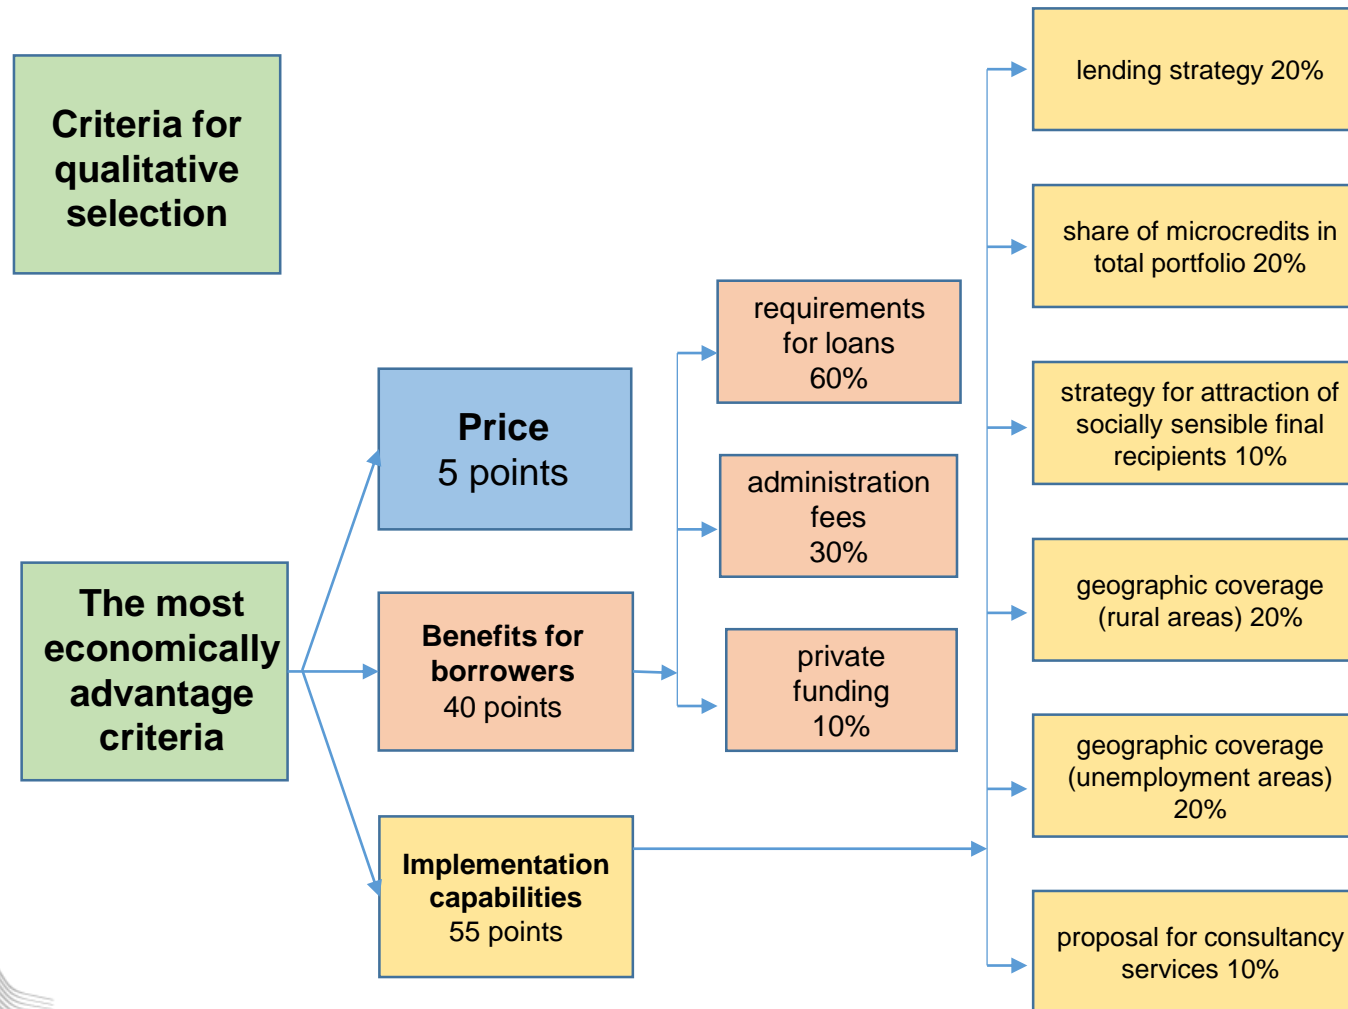 Criteria for
qualitative
selection
The most
economically
advantage
criteria
Price
5 points
Benefits for
borrowers
40 points
Implementation
capabilities
55 points
requirements
for loans
60%
administration
fees
30%
private
funding
10%
lending strategy 20%
share of microcredits in
total portfolio 20%
strategy for attraction of
socially sensible final
recipients 10%
geographic coverage
(rural areas) 20%
geographic coverage
(unemployment areas)
20%
proposal for consultancy
services 10%